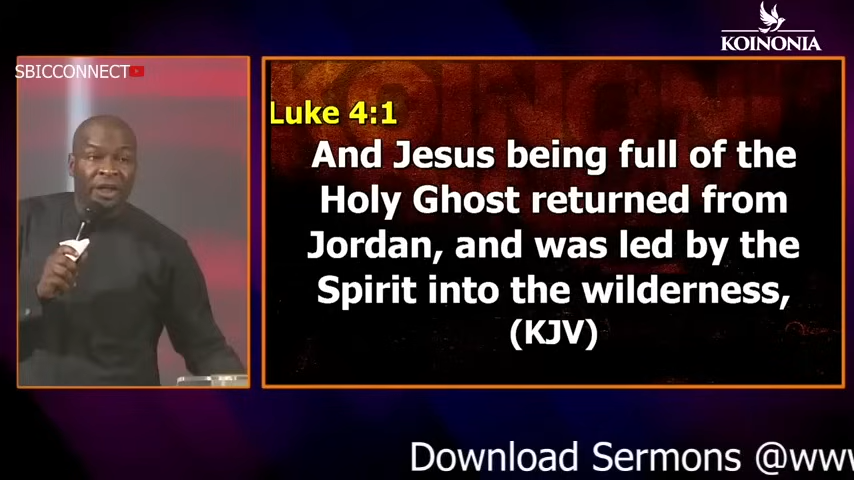 KOINONIA
SBICCONNECT
Luke 4:1
And Jesus being full of the
Holy Ghost returned from
Jordan, and was led by the
Spirit into the wilderness,
(KJV)
Download Sermons @www